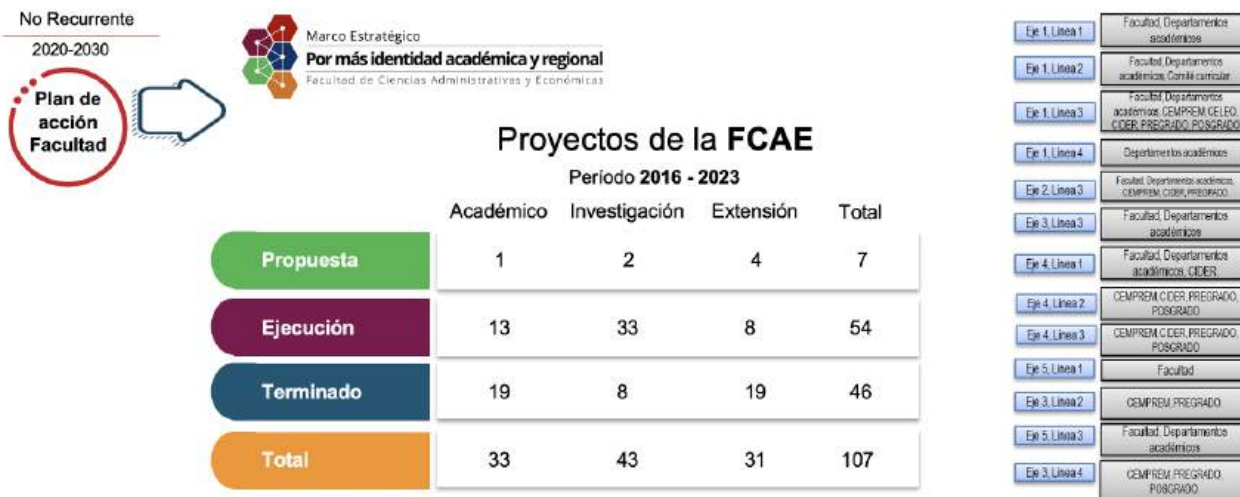 No Recurrente
2020-2030
Plan de
acción
Facultad
Marco Estratégico
Por más identidad académica y regional
Facultad de Ciencias Administrativas y Económicas
Proyectos de la FCAE
Período 2016 - 2023
Académico Investigación Extensión Total
Propuesta 1 2 4 7
Ejecución 13 33 8 54
Terminado 19 8 19 46
Total 33 43 31 107
Eje 1, Línea 1
Facultad, Departamentos
académicos
Eje 1, Línea 2
Facultad, Departamentos
académicos, Comité curricular
Eje 1, Línea 3
Facultad, Departamentos
académicos, CEMPREM, CELEO,
CIDER, PREGRADO, POSGRADO
Eje 1, Línea 4
Departamentos académicos
Eje 2, Línea 3
Facultad, Departamentos académicos,
CEMPREM, CIDER, PREGRADO
Eje 3, Línea 3
Facultad, Departamentos
académicos
Eje 4, Línea 1
Facultad, Departamentos
académicos, CIDER
Eje 4, Línea 2
CEMPREM, CIDER, PREGRADO,
POSGRADO
Eje 4, Línea 3
CEMPREM, CIDER, PREGRADO,
POSGRADO
Eje 5, Línea 1
Facultad
Eje 3, Línea 2
CEMPREM, PREGRADO
Eje 5, Línea 3
Facultad, Departamentos
académicos
Eje 3, Línea 4
CEMPREM, PREGRADO,
POSGRADO